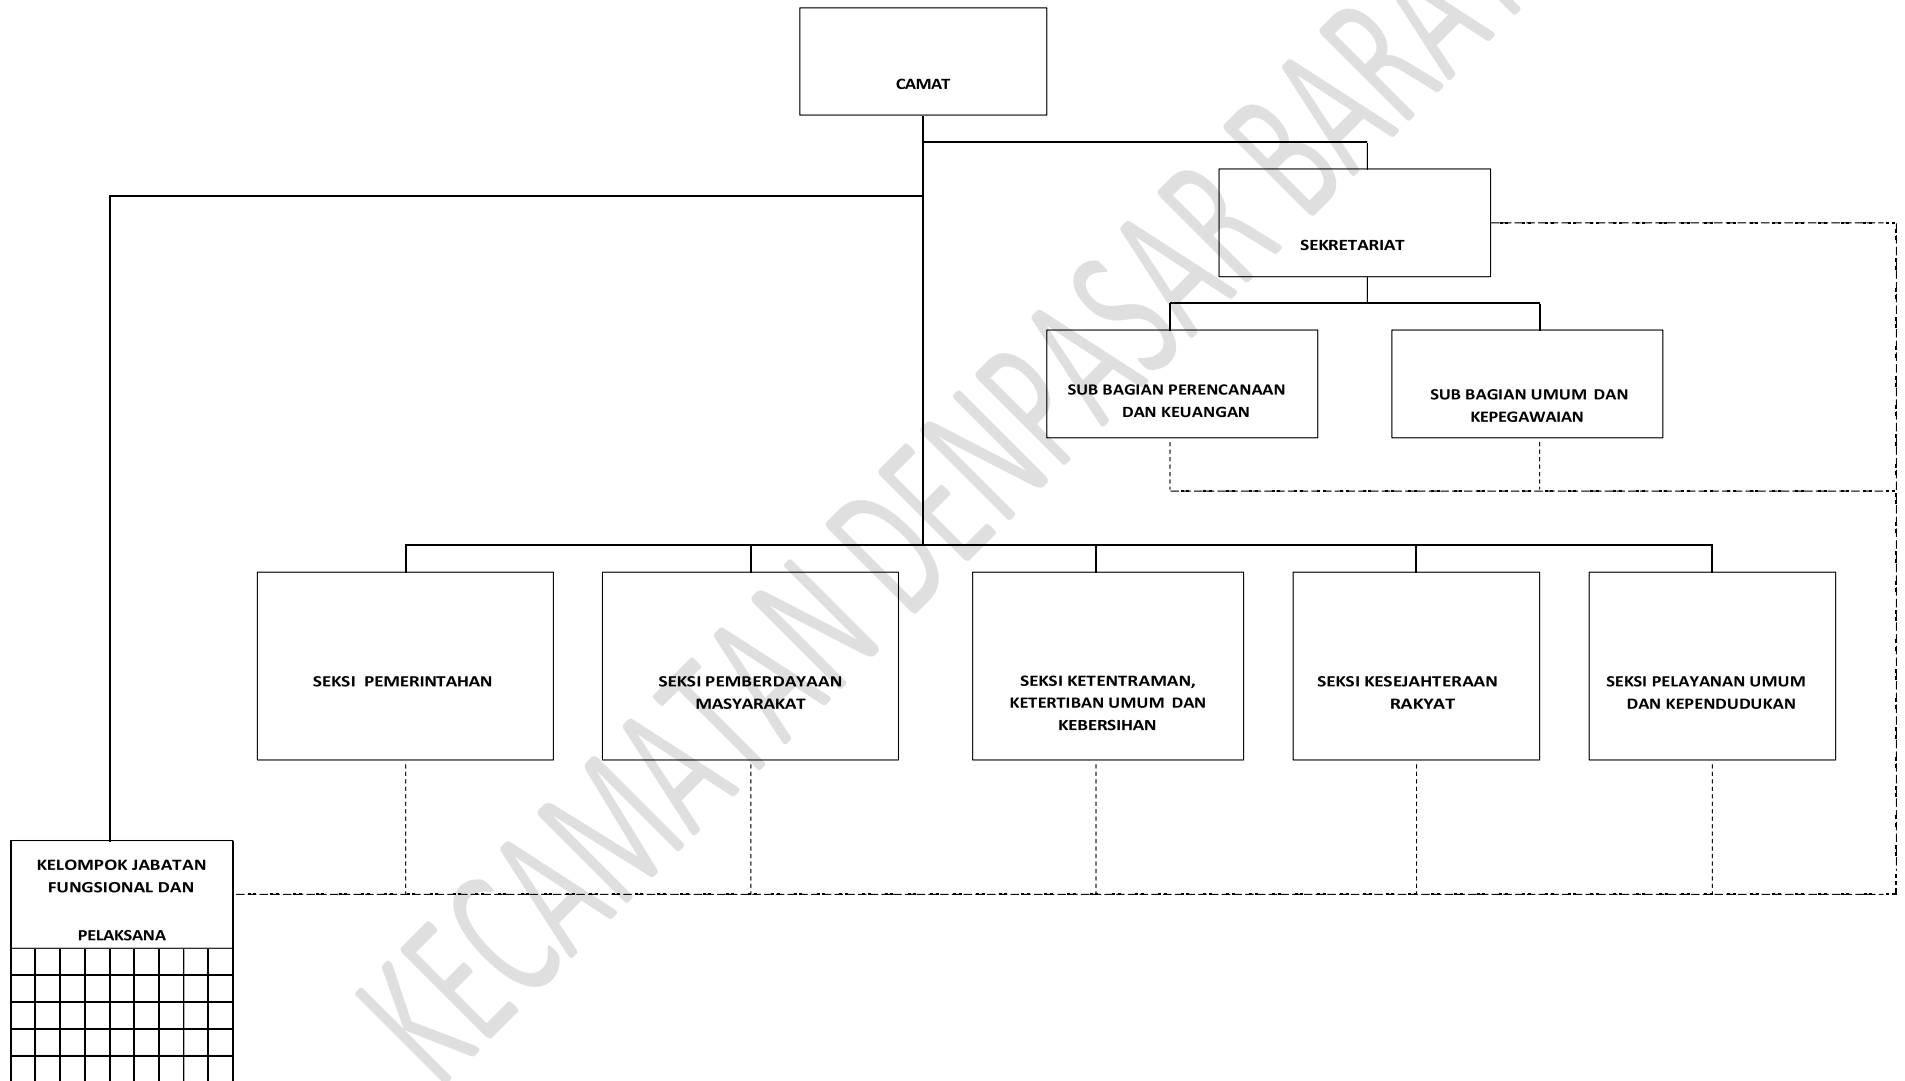 CAMAT
SEKRETARIAT
SUB BAGIAN PERENCANAAN
DAN KEUANGAN
SUB BAGIAN UMUM DAN
KEPEGAWAIAN
SEKSI PEMERINTAHAN
SEKSI PEMBERDAYAAN
MASYARAKAT
SEKSI KETENTRAMAN,
KETERTIBAN UMUM DAN
KEBERSIHAN
SEKSI KESEJAHTERAAN
RAKYAT
SEKSI PELAYANAN UMUM
DAN KEPENDUDUKAN
KELOMPOK JABATAN
FUNGSIONAL DAN
PELAKSANA
KECAMATAN DENPASAR BARAT